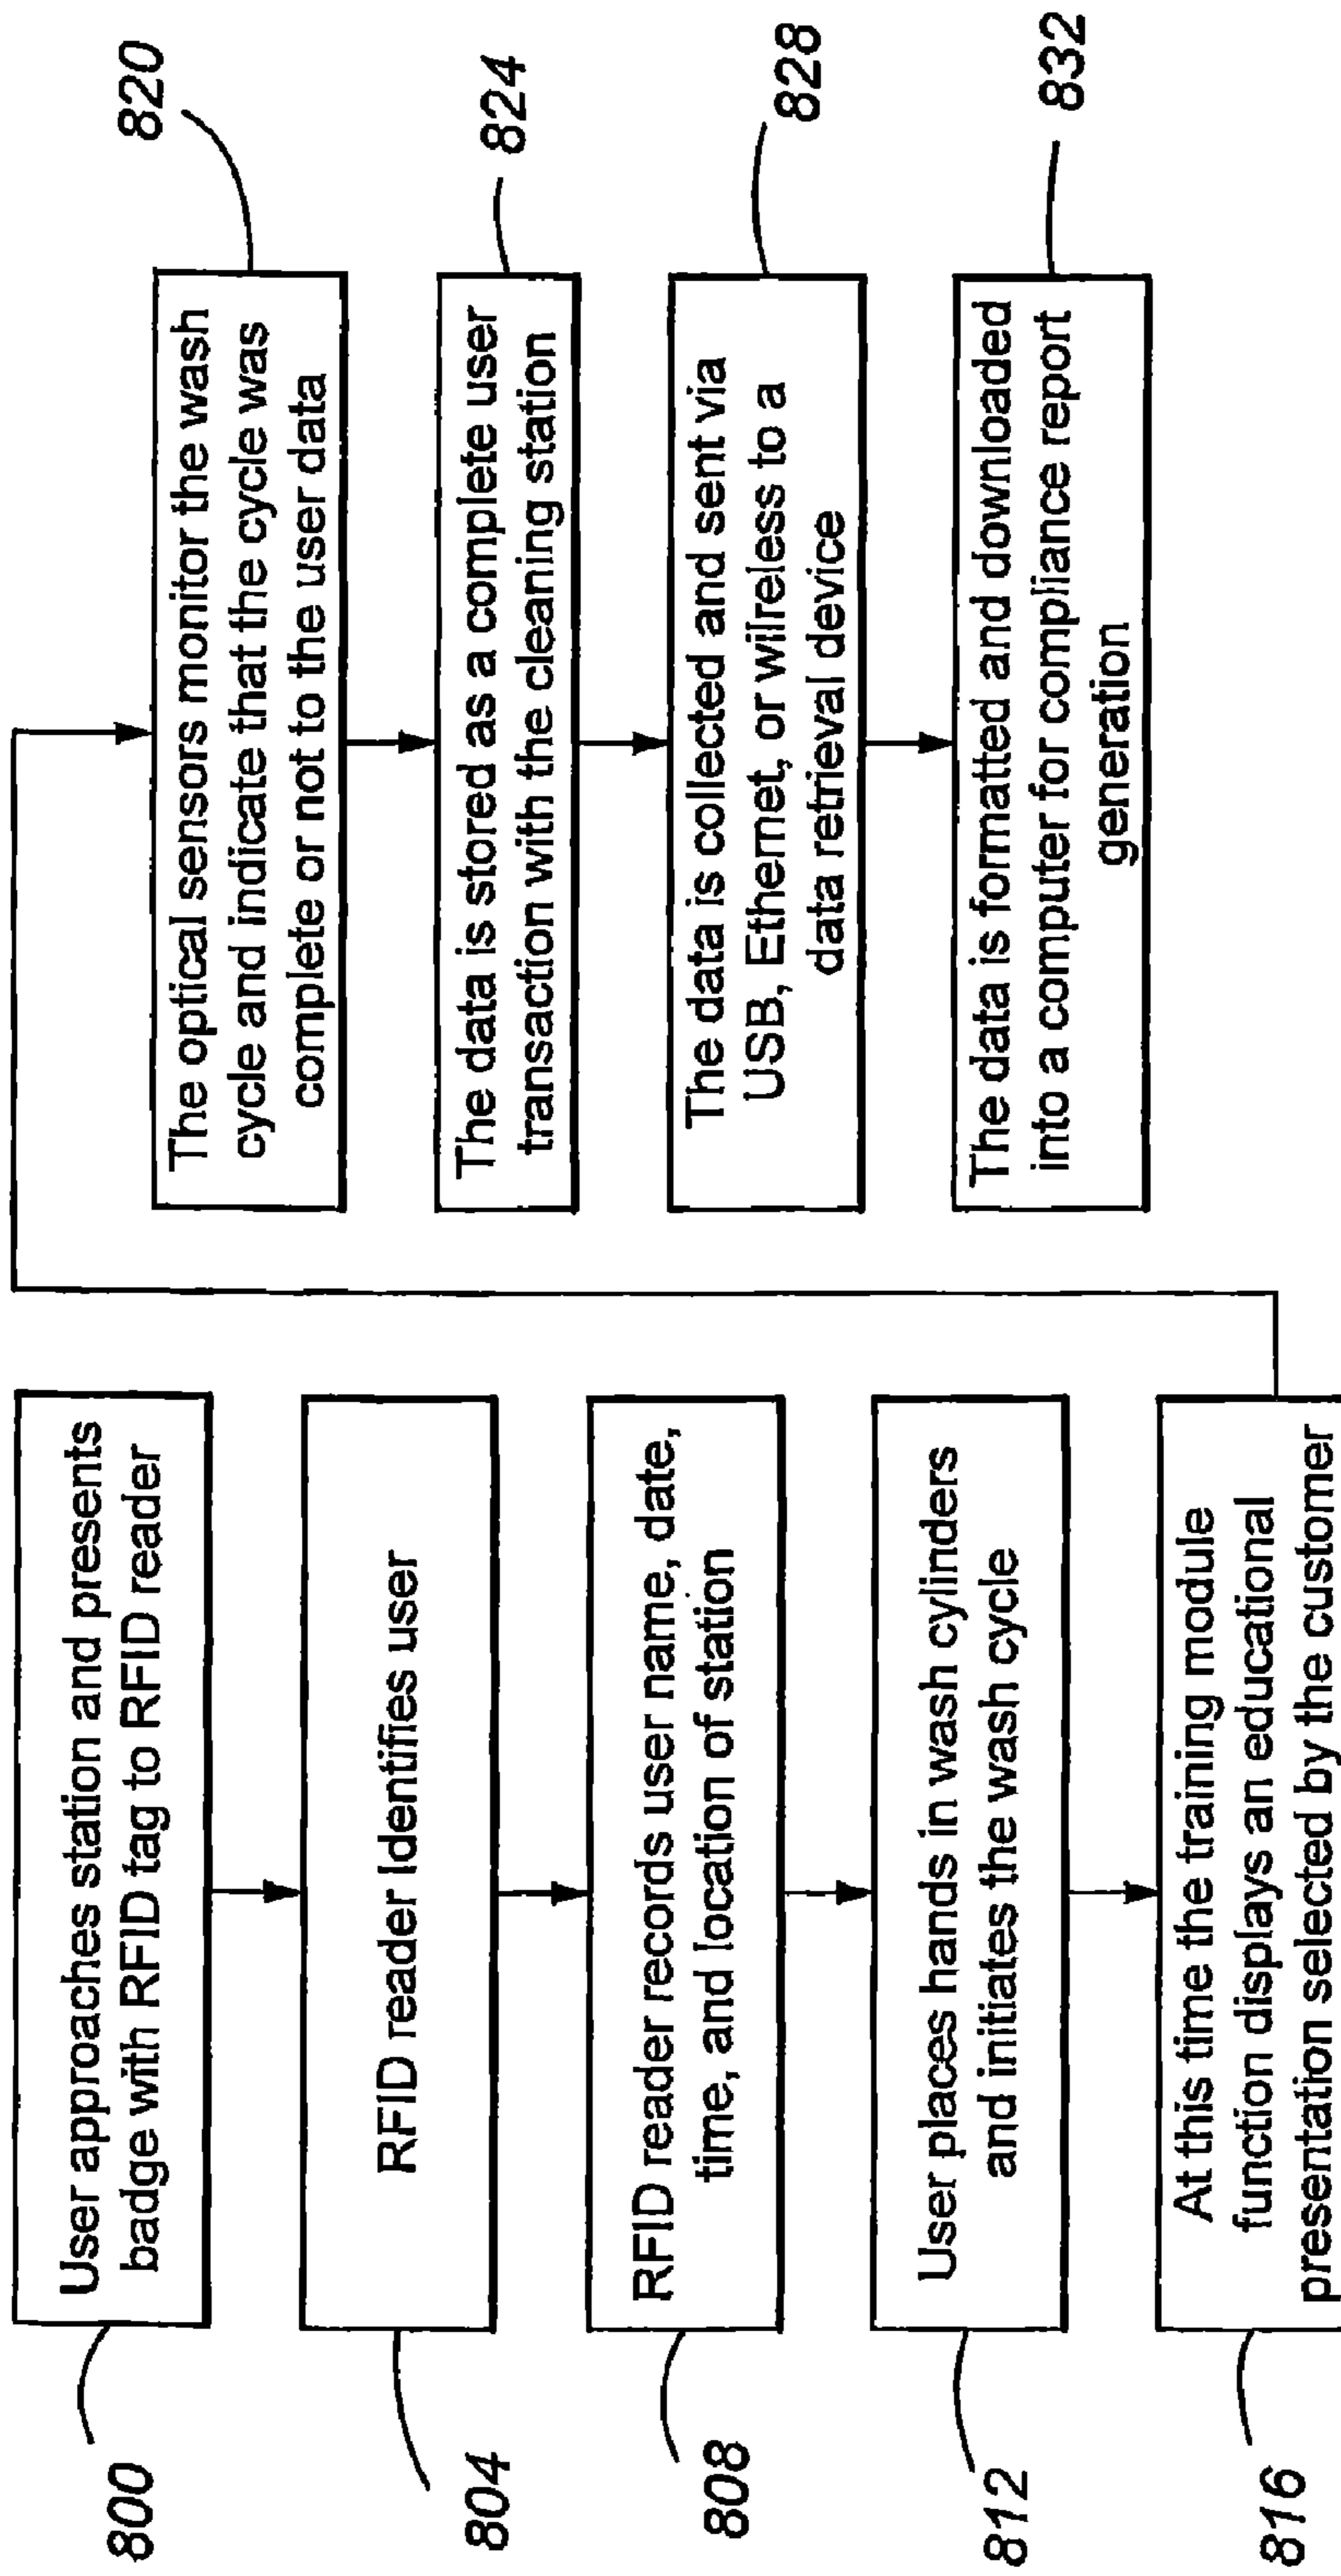 800
User approaches station and presents
badge with RFID tag to RFID reader
804
RFID reader Identifies user
808
RFID reader records user name, date,
time, and location of station
812
User places hands in wash cylinders
and initiates the wash cycle
816
At this time the training module
function displays an educational
presentation selected by the customer
820
The optical sensors monitor the wash
cycle and indicate that the cycle was
complete or not to the user data
824
The data is stored as a complete user
transaction with the cleaning station
828
The data is collected and sent via
USB, Ethernet, or wilreless to a
data retrieval device
832
The data is formatted and downloaded
into a computer for compliance report
generation